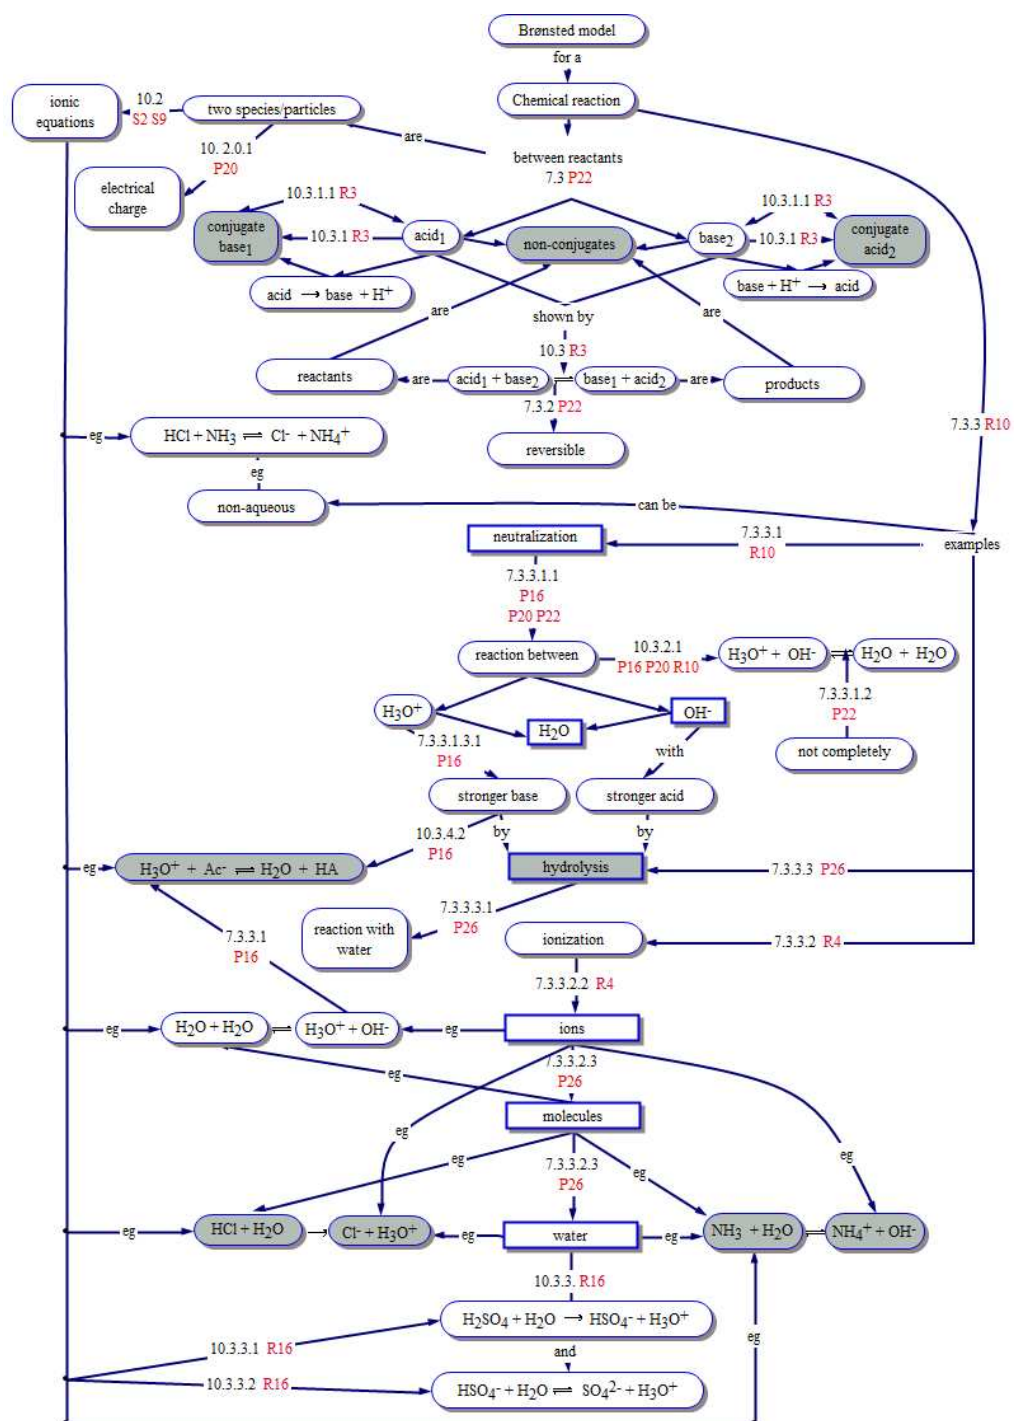 Brønsted model
for a
Chemical reaction
ionic
equations
10.2
S2 S9
two species/particles
are
10. 2.0.1
P20
between reactants
7.3 P22
electrical
charge
10.3.1.1 R3
10.3.1.1 R3
conjugate
base1
10.3.1 R3
acid1
non-conjugates
base2
10.3.1 R3
conjugate
acid2
acid → base + H+
base + H+ → acid
are
shown by
are
10.3 R3
reactants
are
acid1 + base2
⇌
base1 + acid2
are
products
7.3.2 P22
eg
HCl + NH3 ⇌ Cl- + NH4+
reversible
7.3.3 R10
eg
non-aqueous
can be
neutralization
7.3.3.1
R10
examples
7.3.3.1.1
P16
P20 P22
reaction between
10.3.2.1
P16 P20 R10
H3O+ + OH-
⇌
H2O + H2O
7.3.3.1.2
P22
H3O+
H2O
OH-
7.3.3.1.3.1
P16
with
not completely
stronger base
stronger acid
10.3.4.2
P16
by
by
eg
H3O+ + Ac- ⇌ H2O + HA
hydrolysis
7.3.3.3 P26
7.3.3.3.1
P26
reaction with
water
7.3.3.1
P16
ionization
7.3.3.2 R4
7.3.3.2.2 R4
eg
H2O + H2O
⇌
H3O+ + OH-
eg
ions
7.3.3.2.3
P26
eg
molecules
eg
eg
7.3.3.2.3
P26
eg
eg
eg
HCl + H2O
→
Cl- + H3O+
eg
water
eg
NH3 + H2O
⇌
NH4+ + OH-
10.3.3. R16
H2SO4 + H2O → HSO4- + H3O+
10.3.3.1 R16
and
eg
10.3.3.2 R16
HSO4- + H2O ⇌ SO42- + H3O+